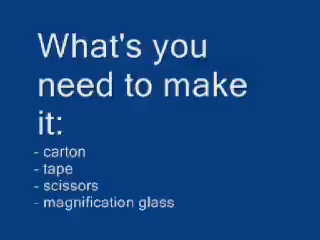 What's you
need to make
it:
- carton
- tape
- scissors
- magnification glass